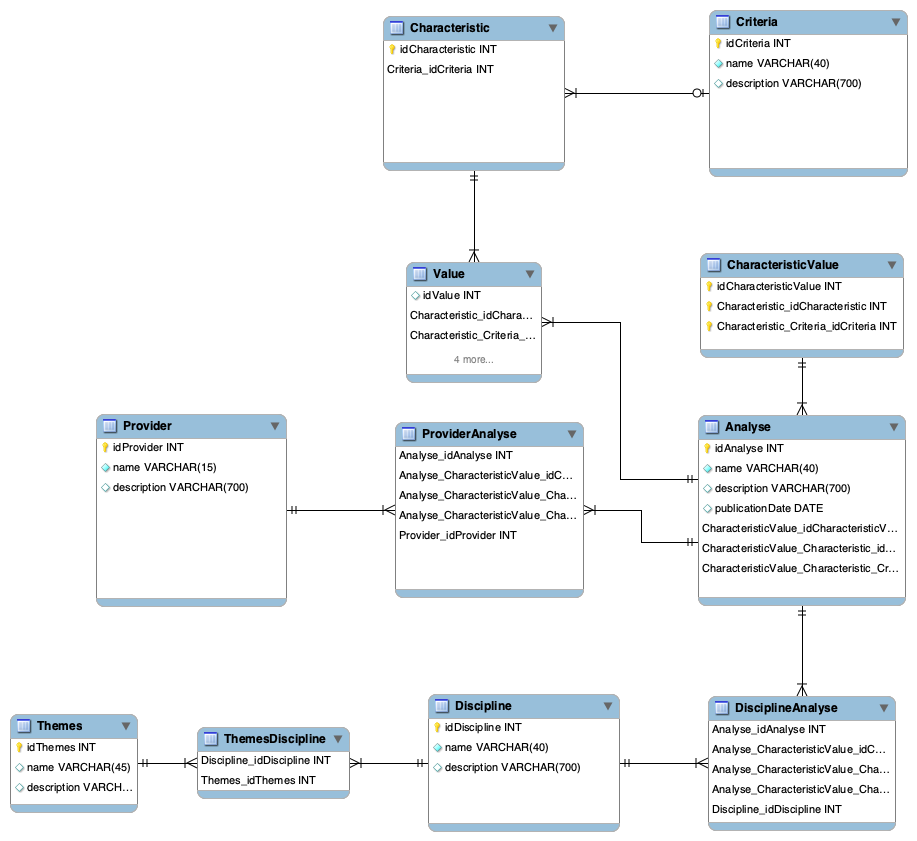 Characteristic
idCharacteristic INT
Criteria_idCriteria INT
Criteria
idCriteria INT
name VARCHAR(40)
description VARCHAR(700)
Value
idValue INT
Characteristic_idChara...
Characteristic_Criteria_...
4 more...
CharacteristicValue
idCharacteristicValue INT
Characteristic_idCharacteristic INT
Characteristic_Criteria_idCriteria INT
Provider
idProvider INT
name VARCHAR(15)
description VARCHAR(700)
ProviderAnalyse
Analyse_idAnalyse INT
Analyse_CharacteristicValue_idC...
Analyse_CharacteristicValue_Cha...
Analyse_CharacteristicValue_Cha...
Provider_idProvider INT
Analyse
idAnalyse INT
name VARCHAR(40)
description VARCHAR(700)
publicationDate DATE
CharacteristicValue_idCharacteristicV...
CharacteristicValue_Characteristic_id...
CharacteristicValue_Characteristic_Cr...
Themes
idThemes INT
name VARCHAR(45)
description VARCH...
ThemesDiscipline
Discipline_idDiscipline INT
Themes_idThemes INT
Discipline
idDiscipline INT
name VARCHAR(40)
description VARCHAR(700)
DisciplineAnalyse
Analyse_idAnalyse INT
Analyse_CharacteristicValue_idC...
Analyse_CharacteristicValue_Cha...
Analyse_CharacteristicValue_Cha...
Discipline_idDiscipline INT